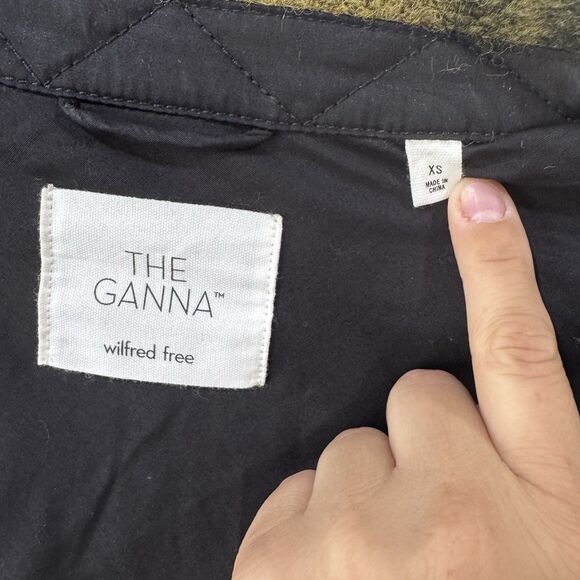 THE
GANNA™
wilfred free
XS
MADE IN
CHINA